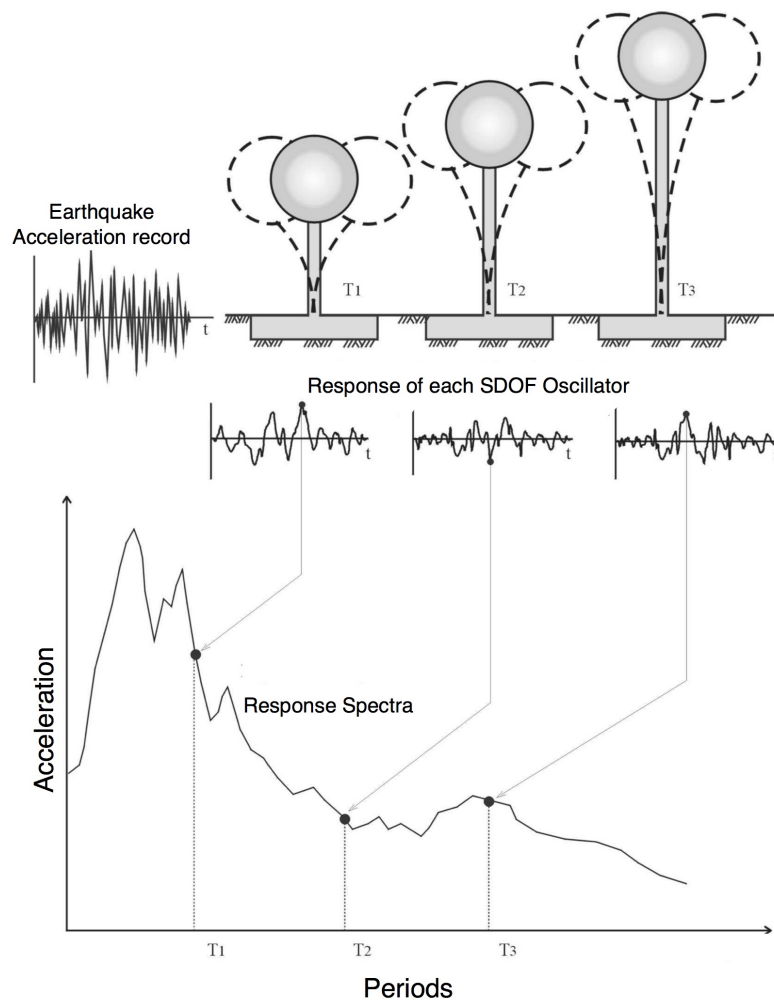 Earthquake
Acceleration record
t
T1
T2
T3
Response of each SDOF Oscillator
t
t
Response Spectra
Acceleration
T1
T2
T3
Periods